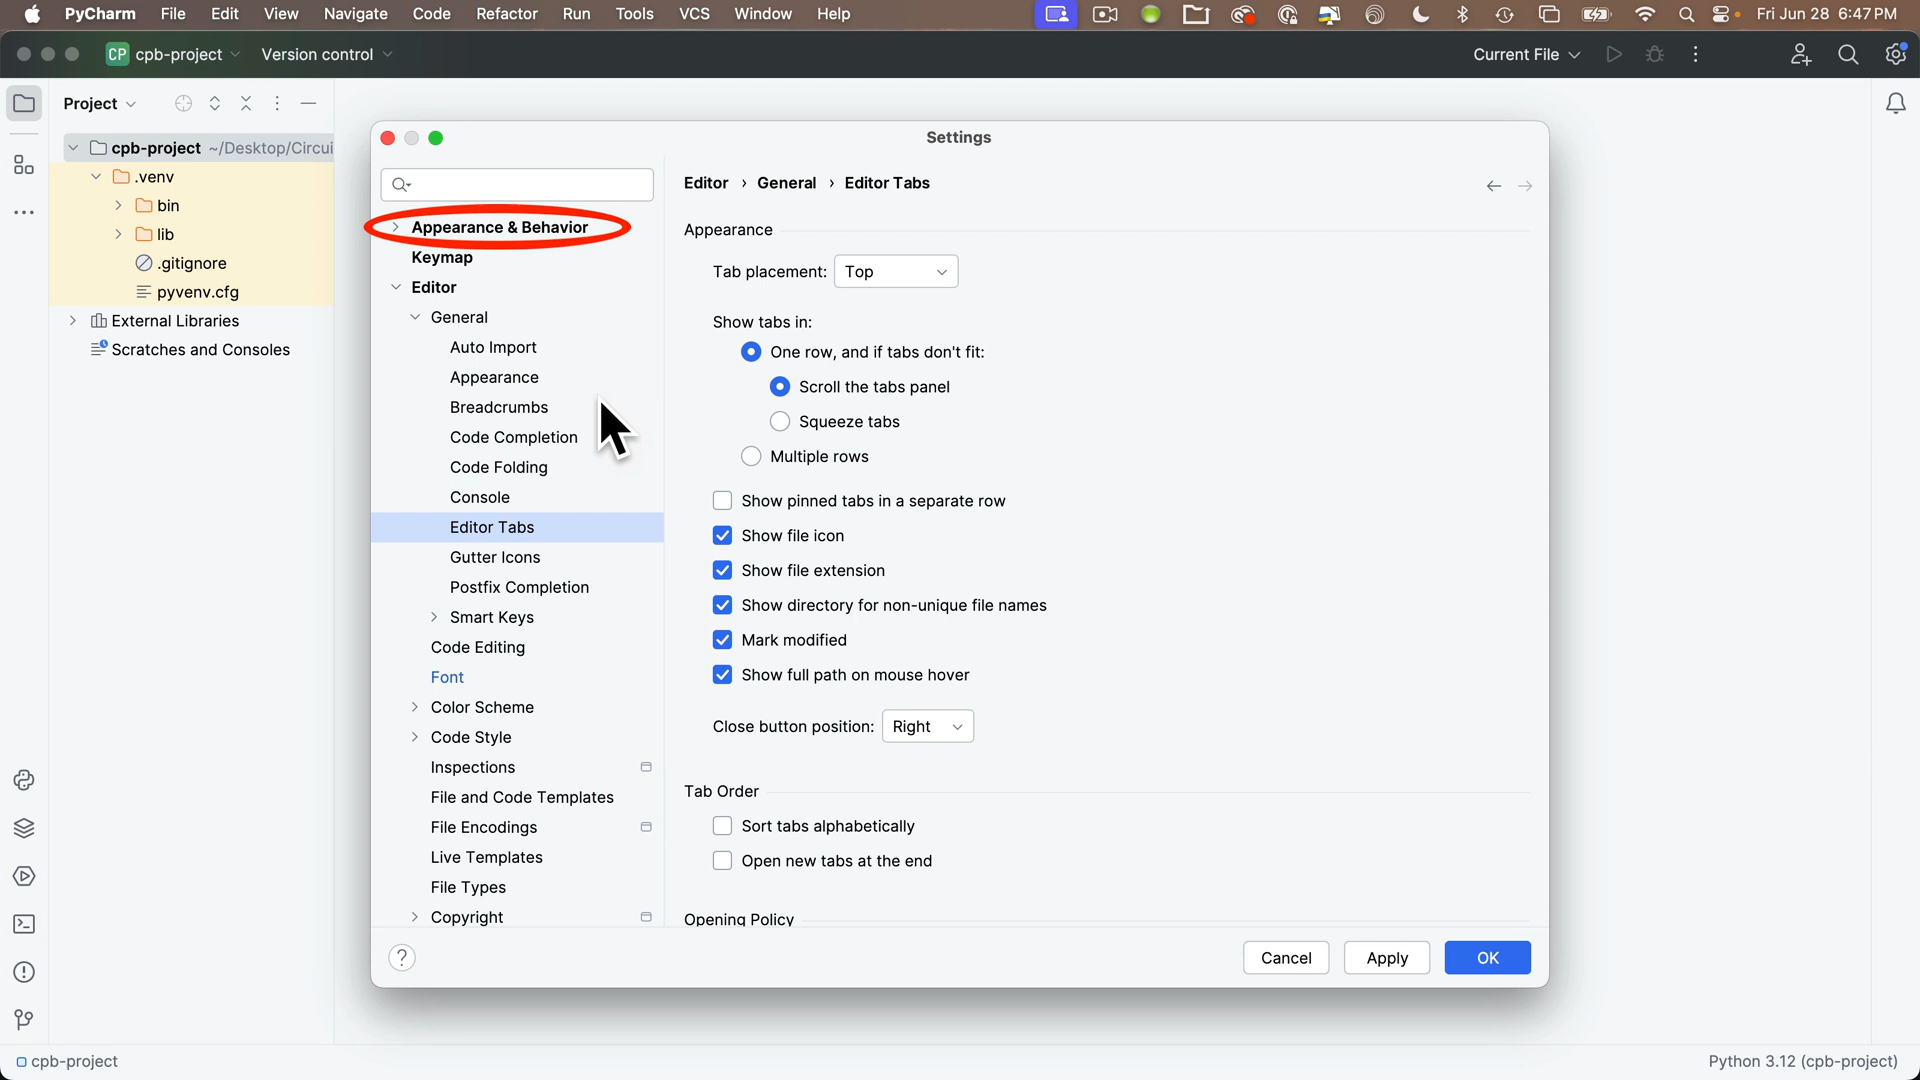 PyCharm File Edit View Navigate Code Refactor Run Tools VCS Window Help Fri Jun 28 6:47 PM
CP cpb-project Version control Current File
Project
cpb-project ~/Desktop/Circui
.venv
bin
lib
.gitignore
pyvenv.cfg
External Libraries
Scratches and Consoles
Settings
Appearance & Behavior
Keymap
Editor
General
Auto Import
Appearance
Breadcrumbs
Code Completion
Code Folding
Console
Editor Tabs
Gutter Icons
Postfix Completion
Smart Keys
Code Editing
Font
Color Scheme
Code Style
Inspections
File and Code Templates
File Encodings
Live Templates
File Types
Copyright
Editor › General › Editor Tabs
Appearance
Tab placement: Top
Show tabs in:
One row, and if tabs don't fit:
Scroll the tabs panel
Squeeze tabs
Multiple rows
Show pinned tabs in a separate row
Show file icon
Show file extension
Show directory for non-unique file names
Mark modified
Show full path on mouse hover
Close button position: Right
Tab Order
Sort tabs alphabetically
Open new tabs at the end
Opening Policy
? Cancel Apply OK
cpb-project Python 3.12 (cpb-project)